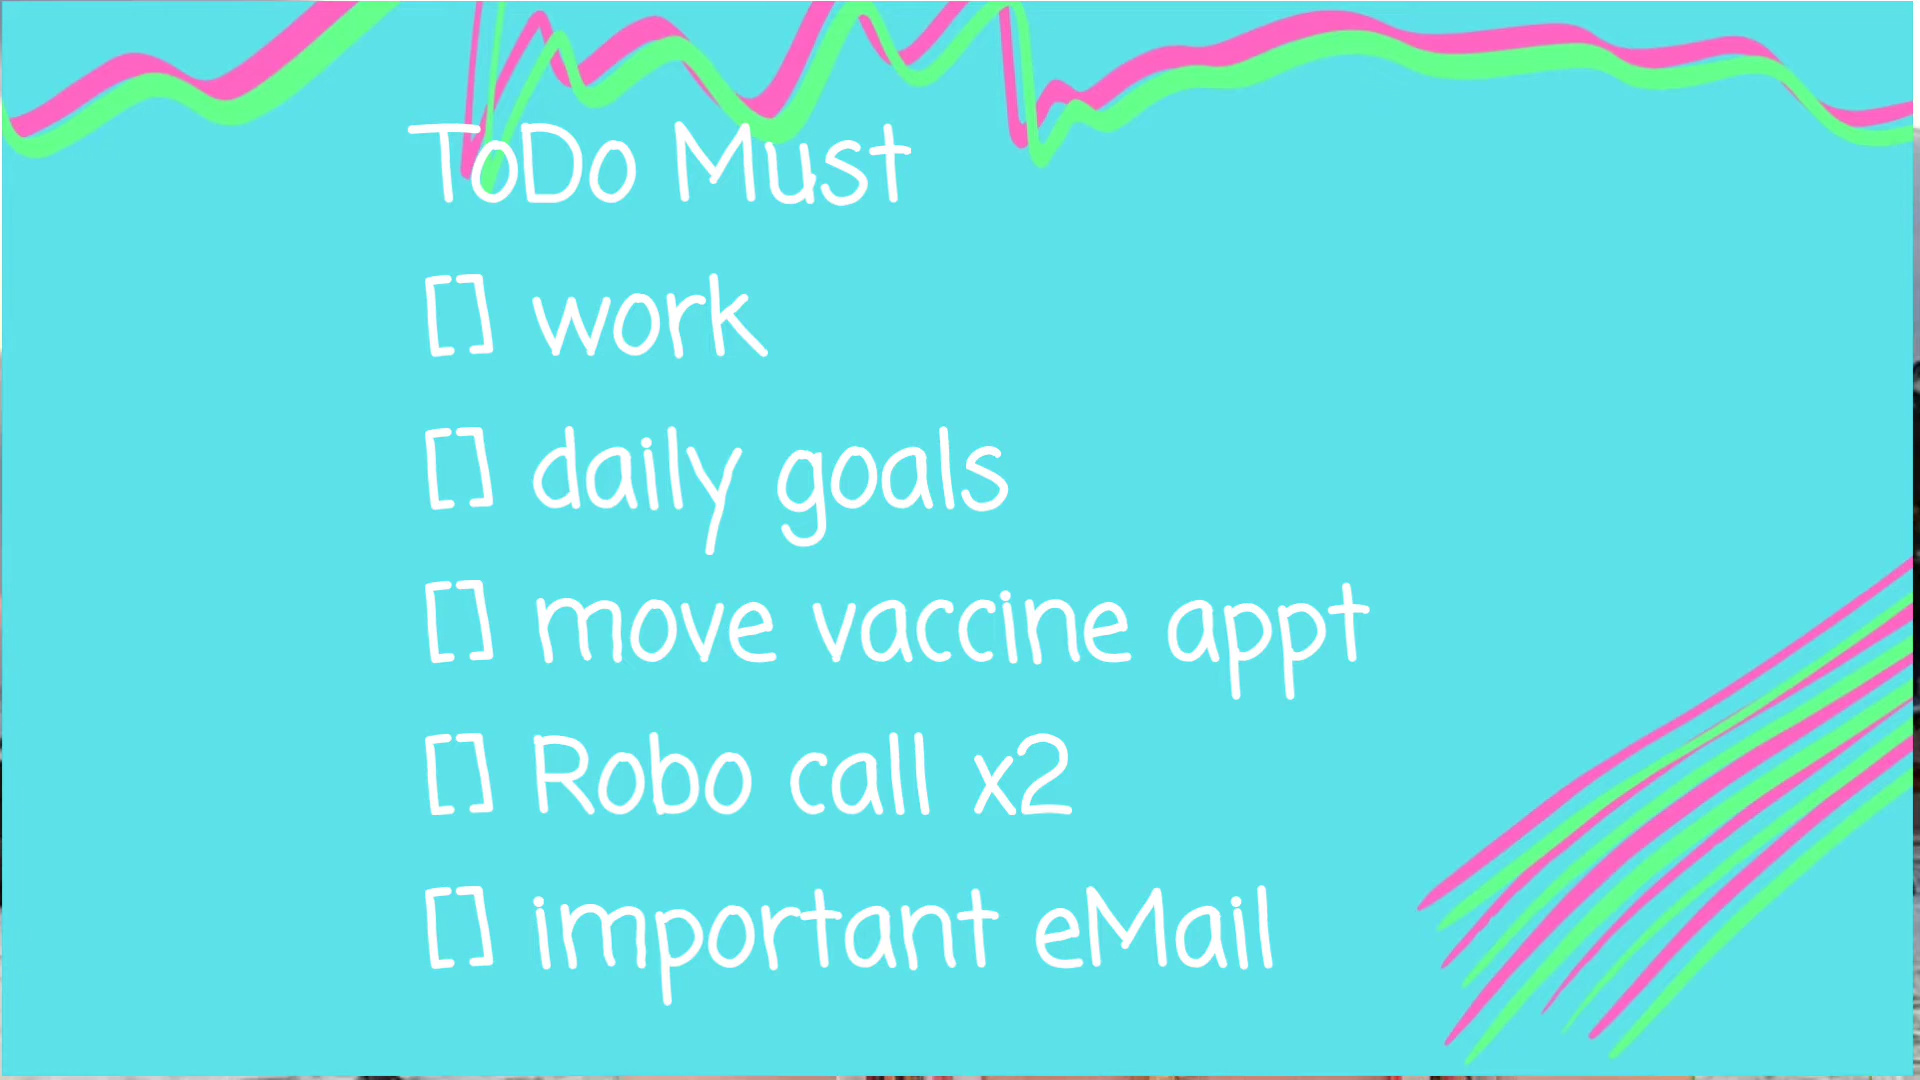 ToDo Must
[] work
[] daily goals
[] move vaccine appt
[] Robo call x2
[] important eMail